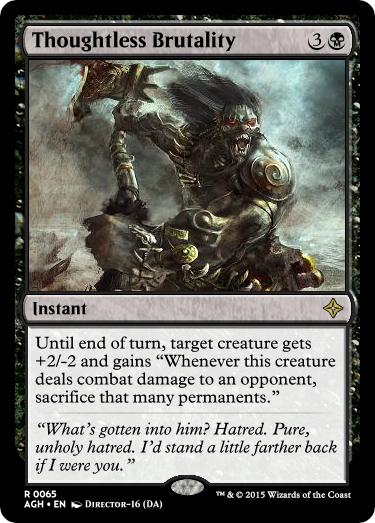 Thoughtless Brutality 3
Instant
Until end of turn, target creature gets
+2/-2 and gains “Whenever this creature
deals combat damage to an opponent,
sacrifice that many permanents.”
“What’s gotten into him? Hatred. Pure,
unholy hatred. I’d stand a little farther back
if I were you.”
R 0065
AGH • EN DIRECTOR-16 (DA)
™ & © 2015 Wizards of the Coast